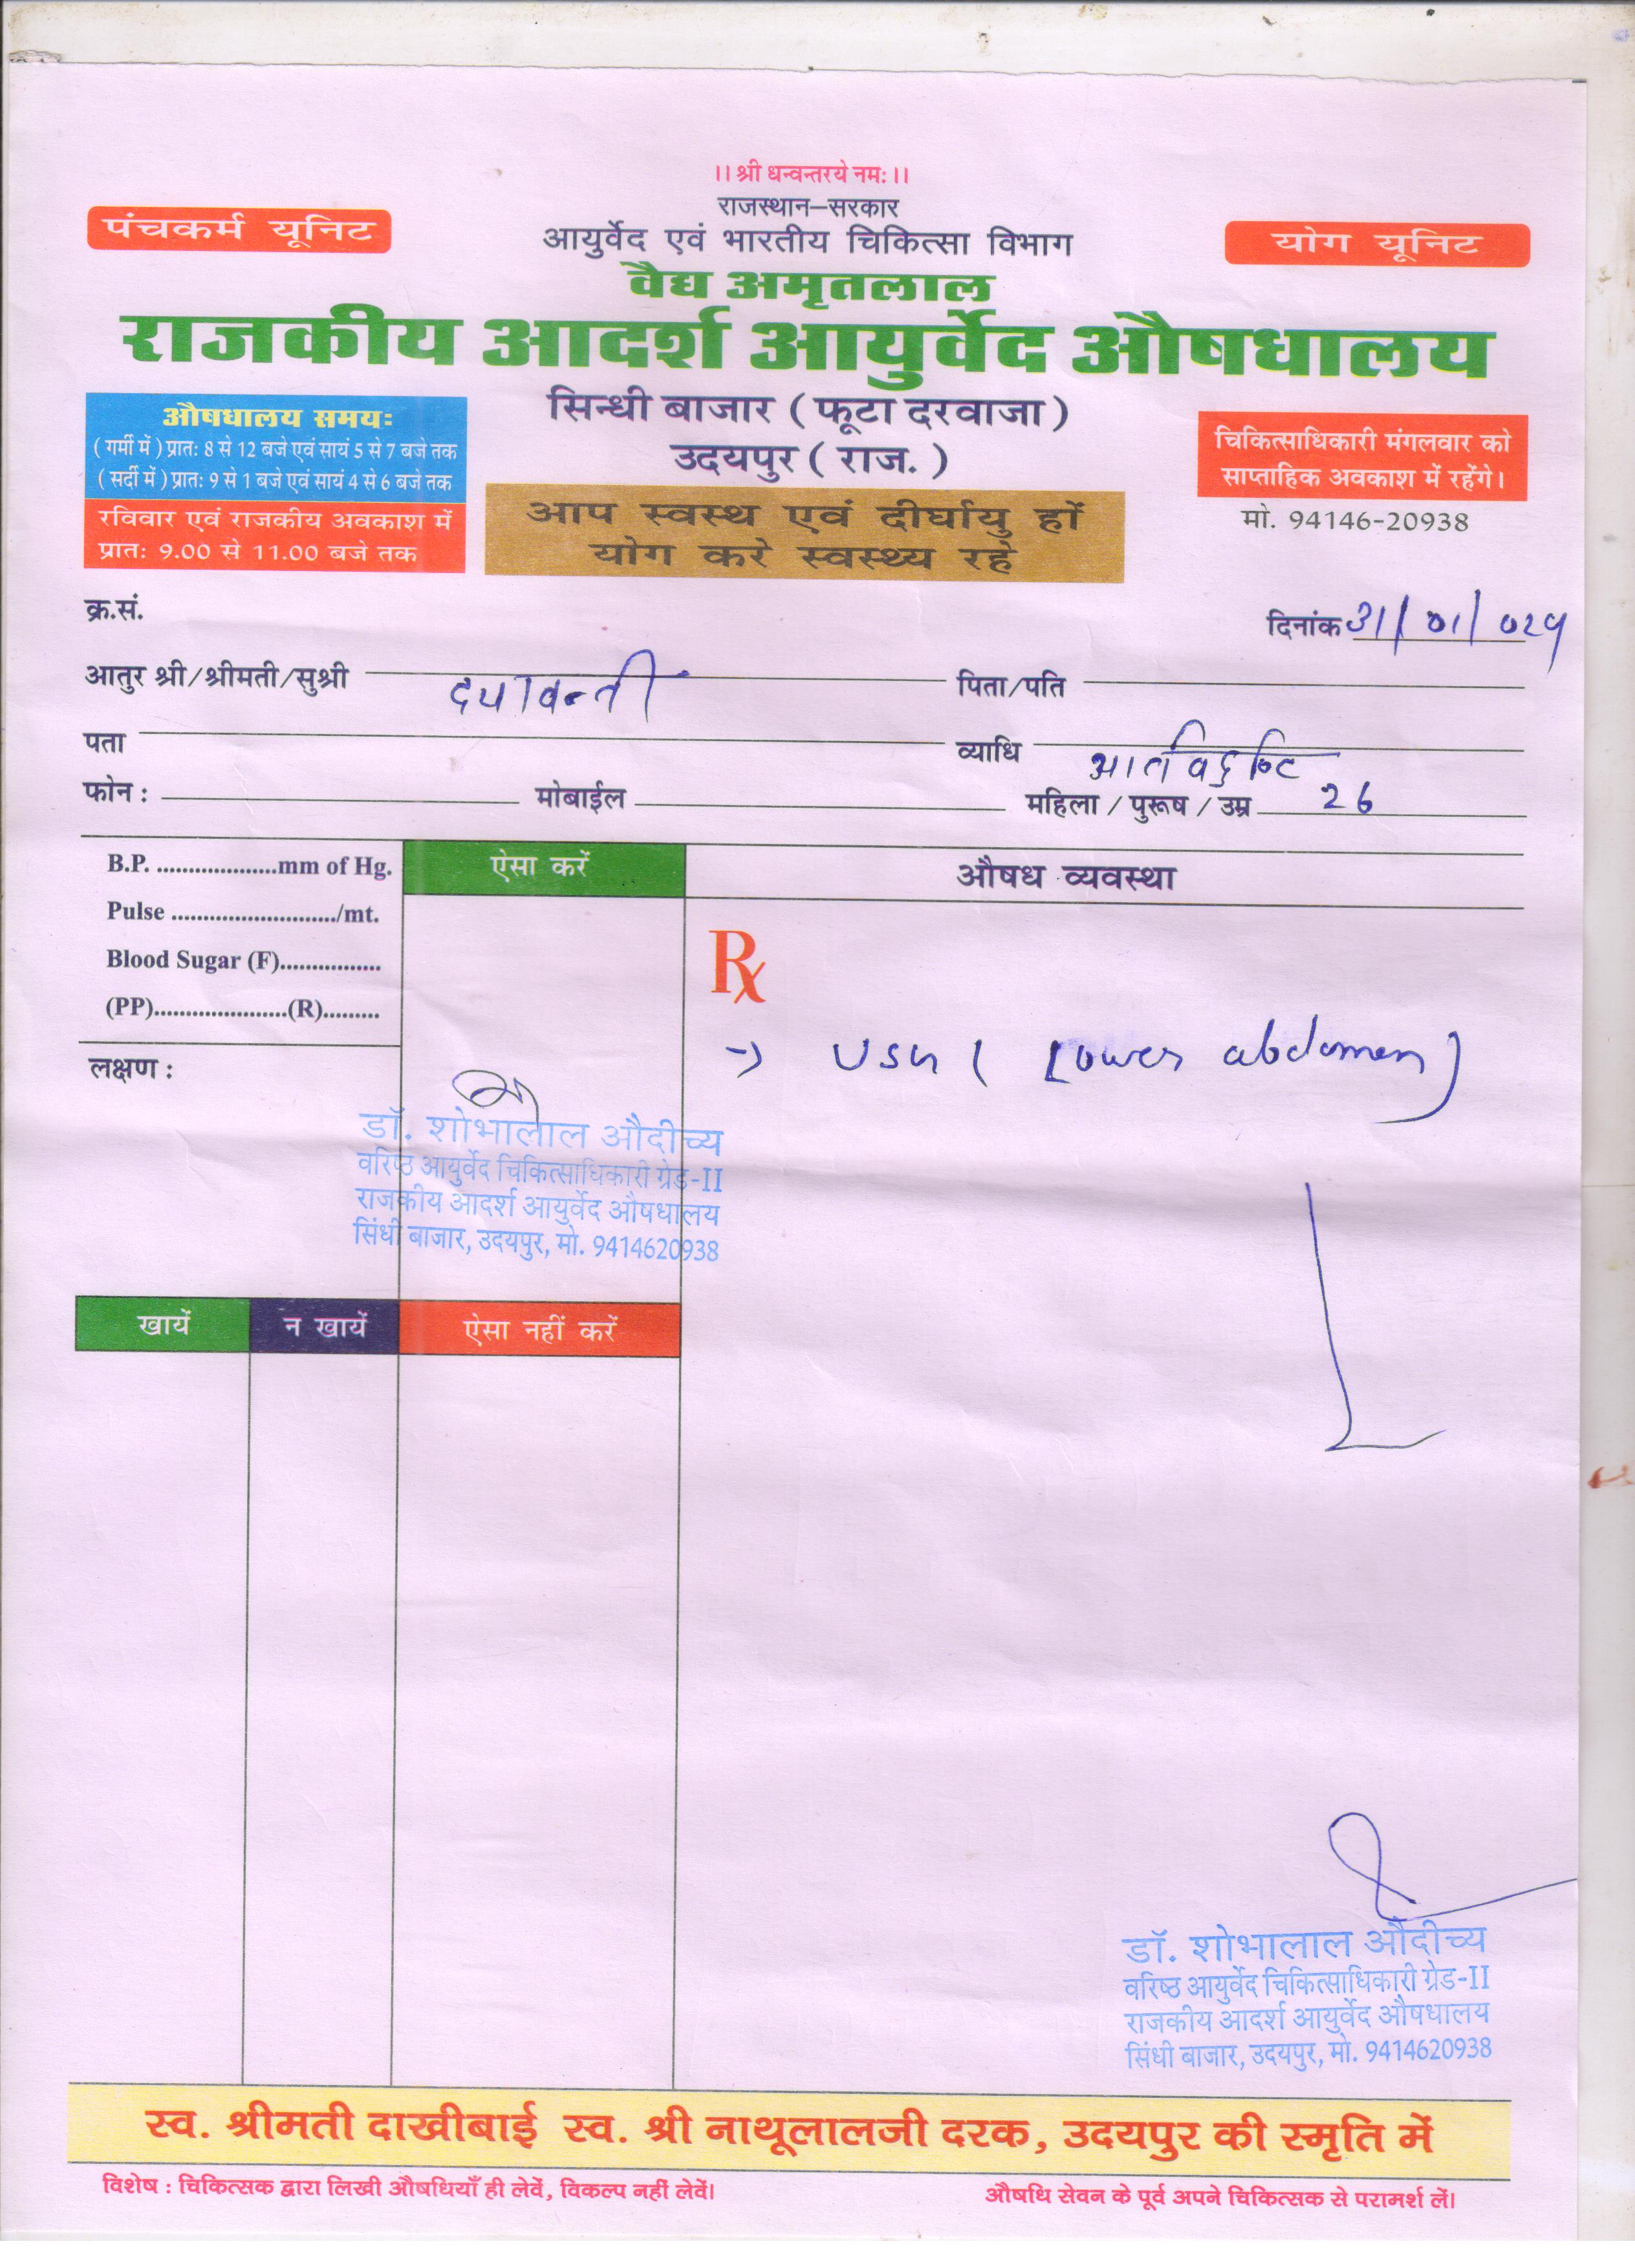 ।। श्री धन्वन्तरये नमः ।।
राजस्थान–सरकार
पंचकर्म यूनिट
आयुर्वेद एवं भारतीय चिकित्सा विभाग
योग यूनिट
वैद्य अमृतलाल
राजकीय आदर्श आयुर्वेद औषधालय
औषधालय समयः
( गर्मी में ) प्रातः 8 से 12 बजे एवं सायं 5 से 7 बजे तक
( सर्दी में ) प्रातः 9 से 1 बजे एवं सायं 4 से 6 बजे तक
रविवार एवं राजकीय अवकाश में
प्रातः 9.00 से 11.00 बजे तक
सिन्धी बाजार ( फूटा दरवाजा )
उदयपुर ( राज. )
आप स्वस्थ एवं दीर्घायु हों
योग करे स्वस्थ्य रहे
चिकित्साधिकारी मंगलवार को
साप्ताहिक अवकाश में रहेंगे।
मो. 94146-20938
क्र.सं. दिनांक 31/01/024
आतुर श्री/श्रीमती/सुश्री दयावन्ती पिता/पति
पता व्याधि
फोन : मोबाईल महिला / पुरूष / उम्र 26
B.P. ....................mm of Hg. ऐसा करें औषध व्यवस्था
Pulse ........................../mt.
Blood Sugar (F)................
(PP)......................(R).........
Rx
लक्षण :
→ USG ( Lower abdomen )
डॉ. शोभालाल औदीच्य
वरिष्ठ आयुर्वेद चिकित्साधिकारी ग्रेड-II
राजकीय आदर्श आयुर्वेद औषधालय
सिंधी बाजार, उदयपुर, मो. 9414620938
खायें न खायें ऐसा नहीं करें
डॉ. शोभालाल औदीच्य
वरिष्ठ आयुर्वेद चिकित्साधिकारी ग्रेड-II
राजकीय आदर्श आयुर्वेद औषधालय
सिंधी बाजार, उदयपुर, मो. 9414620938
स्व. श्रीमती दाखीबाई स्व. श्री नाथूलालजी दरक, उदयपुर की स्मृति में
विशेष : चिकित्सक द्वारा लिखी औषधियाँ ही लेवें, विकल्प नहीं लेवें।
औषधि सेवन के पूर्व अपने चिकित्सक से परामर्श लें।